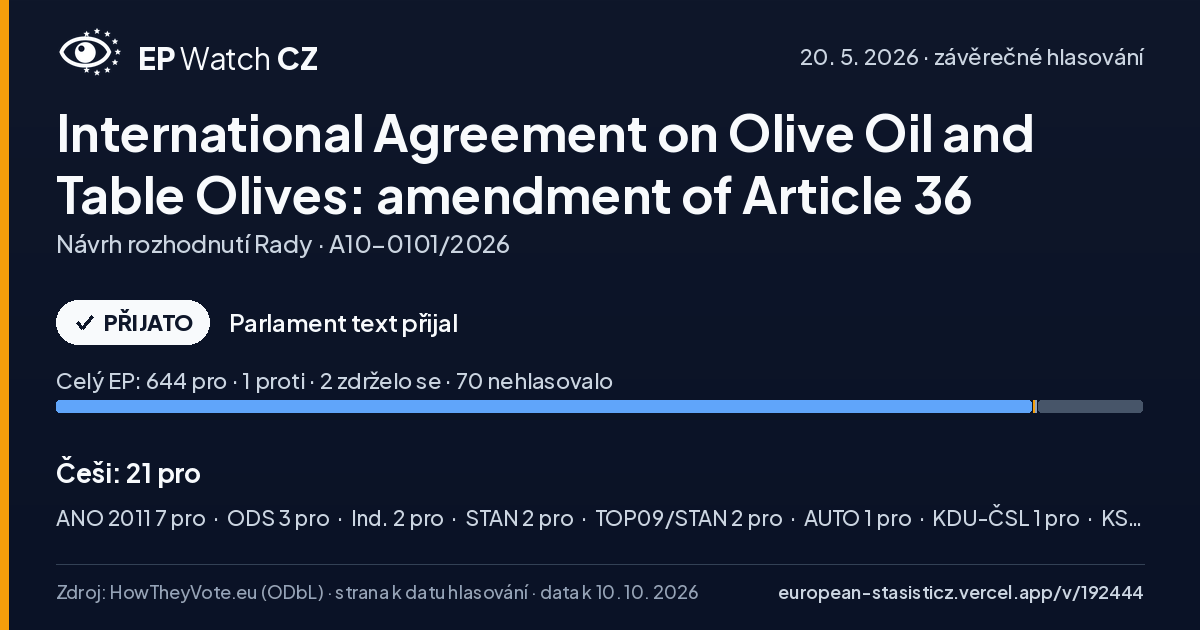 EP Watch CZ
20. 5. 2026 · závěrečné hlasování
International Agreement on Olive Oil and
Table Olives: amendment of Article 36
Návrh rozhodnutí Rady · A10–0101/2026
✓ PŘIJATO Parlament text přijal
Celý EP: 644 pro · 1 proti · 2 zdrželo se · 70 nehlasovalo
Češi: 21 pro
ANO 2011 7 pro · ODS 3 pro · Ind. 2 pro · STAN 2 pro · TOP09/STAN 2 pro · AUTO 1 pro · KDU-ČSL 1 pro · KS…
Zdroj: HowTheyVote.eu (ODbL) · strana k datu hlasování · data k 10. 10. 2026
european-stasisticz.vercel.app/v/192444